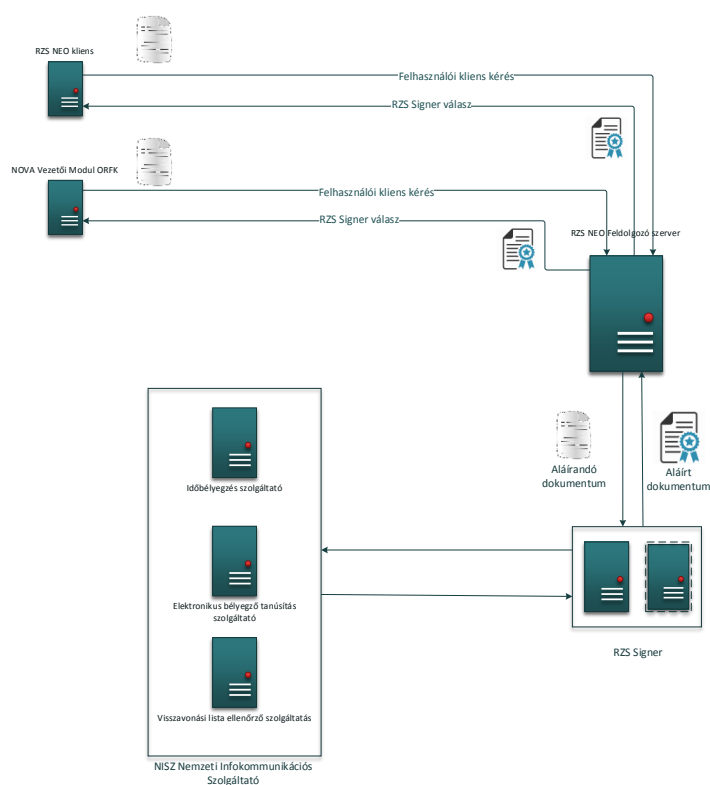 RZS NEO kliens
Felhasználói kliens kérés
RZS Signer válasz
NOVA Vezetői Modul ORFK
Felhasználói kliens kérés
RZS Signer válasz
RZS NEO Feldolgozó szerver
Aláírandó
dokumentum
Aláírt
dokumentum
Időbélyegzés szolgáltató
Elektronikus bélyegző tanúsítás
szolgáltató
RZS Signer
Visszavonási lista ellenőrző szolgáltatás
NISZ Nemzeti Infokommunikációs
Szolgáltató